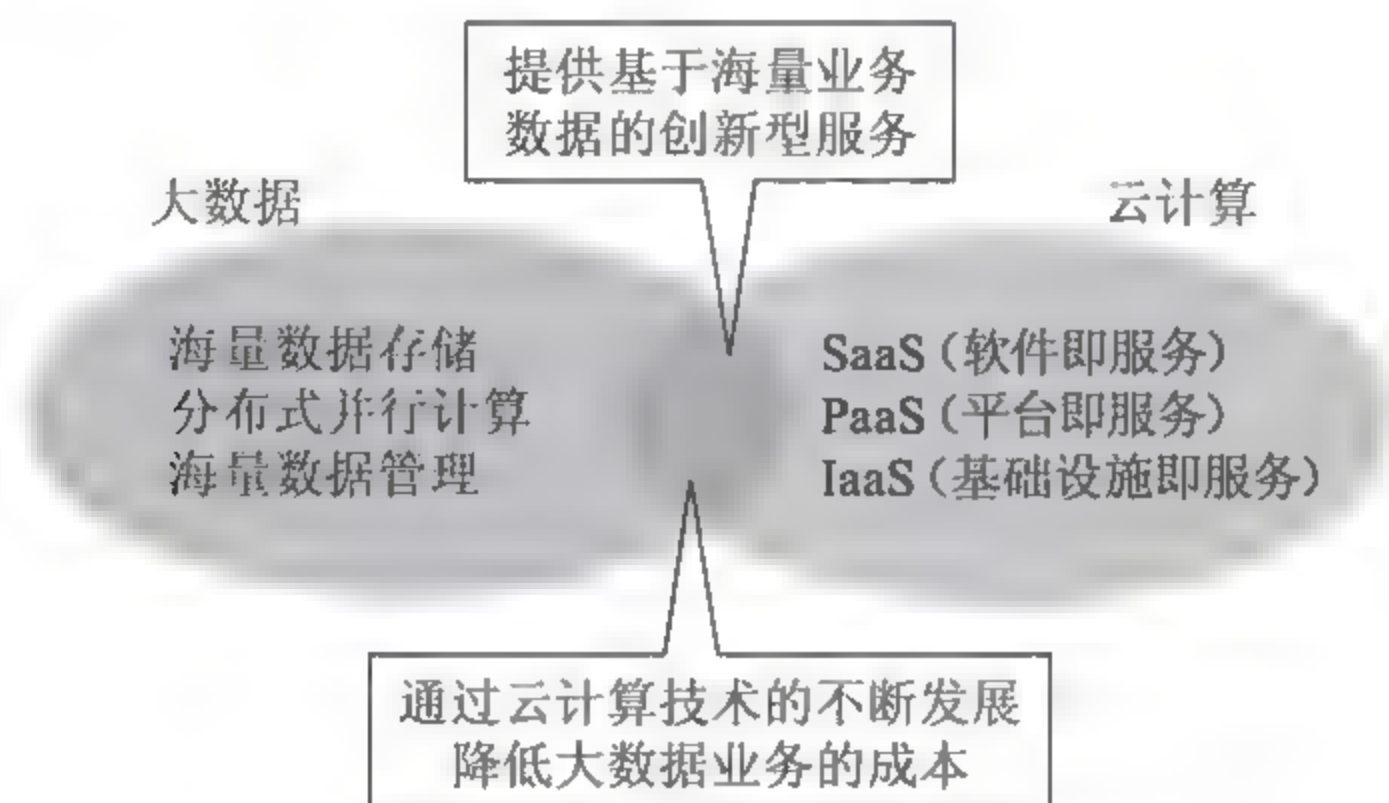 提供基于海量业务
数据的创新型服务
大数据
云计算
海量数据存储
分布式并行计算
海量数据管理
SaaS（软件即服务）
PaaS（平台即服务）
IaaS（基础设施即服务）
通过云计算技术的不断发展
降低大数据业务的成本